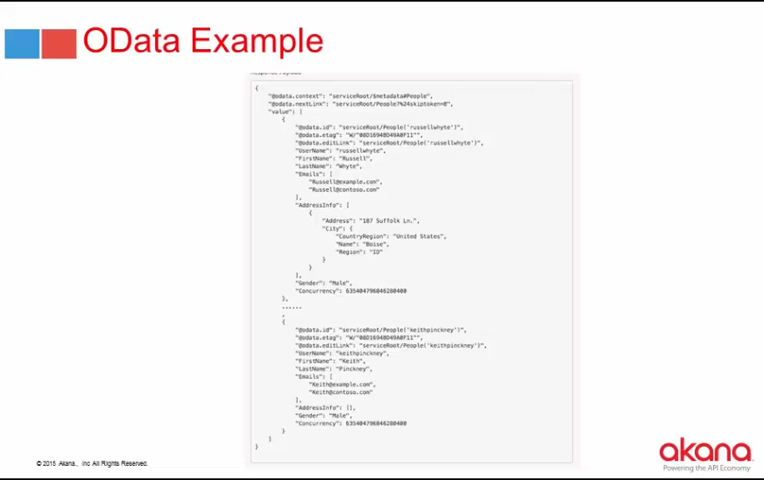 OData Example
Response Payload
{
"@odata.context": "serviceRoot/$metadata#People",
"@odata.nextLink": "serviceRoot/People?%24skiptoken=8",
"value": [
{
"@odata.id": "serviceRoot/People('russellwhyte')",
"@odata.etag": "W/"08D1694BD49A0F11"",
"@odata.editLink": "serviceRoot/People('russellwhyte')",
"UserName": "russellwhyte",
"FirstName": "Russell",
"LastName": "Whyte",
"Emails": [
"Russell@example.com",
"Russell@contoso.com"
],
"AddressInfo": [
{
"Address": "187 Suffolk Ln.",
"City": {
"CountryRegion": "United States",
"Name": "Boise",
"Region": "ID"
}
}
],
"Gender": "Male",
"Concurrency": 635404796846280400
},
......
,
{
"@odata.id": "serviceRoot/People('keithpinckney')",
"@odata.etag": "W/"08D1694BD49A0F11"",
"@odata.editLink": "serviceRoot/People('keithpinckney')",
"UserName": "keithpinckney",
"FirstName": "Keith",
"LastName": "Pinckney",
"Emails": [
"Keith@example.com",
"Keith@contoso.com"
],
"AddressInfo": [],
"Gender": "Male",
"Concurrency": 635404796846280400
}
]
}
© 2015 Akana., Inc All Rights Reserved.
akana
Powering the API Economy